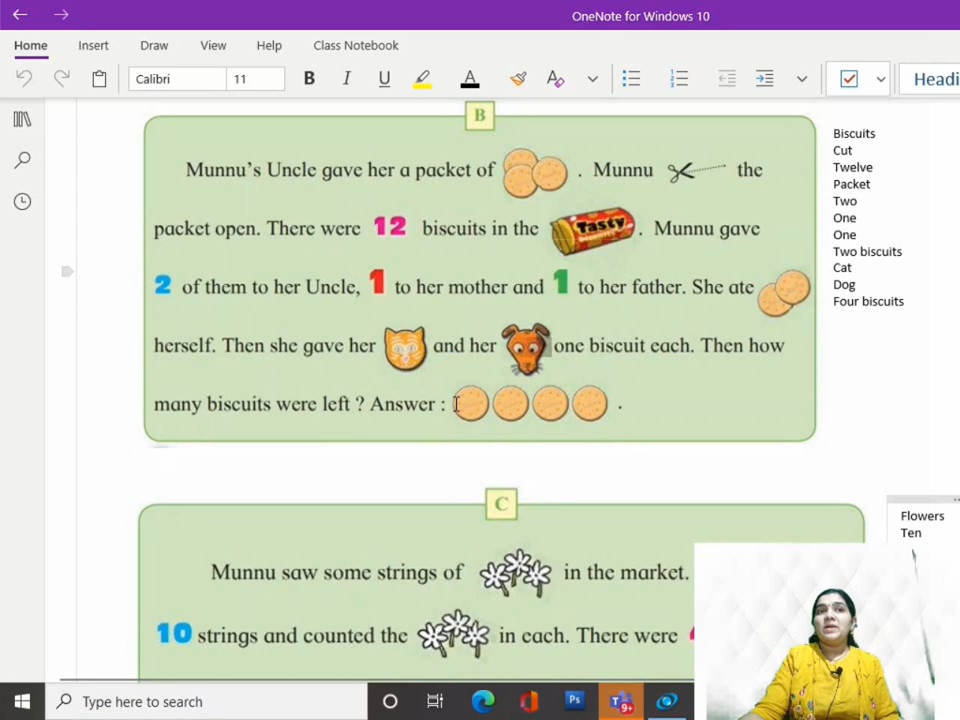 OneNote for Windows 10
Home Insert Draw View Help Class Notebook
Calibri 11 B I U A A Headi
B
Munnu's Uncle gave her a packet of . Munnu the
packet open. There were 12 biscuits in the Tasty . Munnu gave
2 of them to her Uncle, 1 to her mother and 1 to her father. She ate
herself. Then she gave her and her one biscuit each. Then how
many biscuits were left ? Answer : .
Biscuits
Cut
Twelve
Packet
Two
One
One
Two biscuits
Cat
Dog
Four biscuits
C
Munnu saw some strings of in the market.
10 strings and counted the in each. There were
Flowers
Ten
Type here to search
Ps
9+